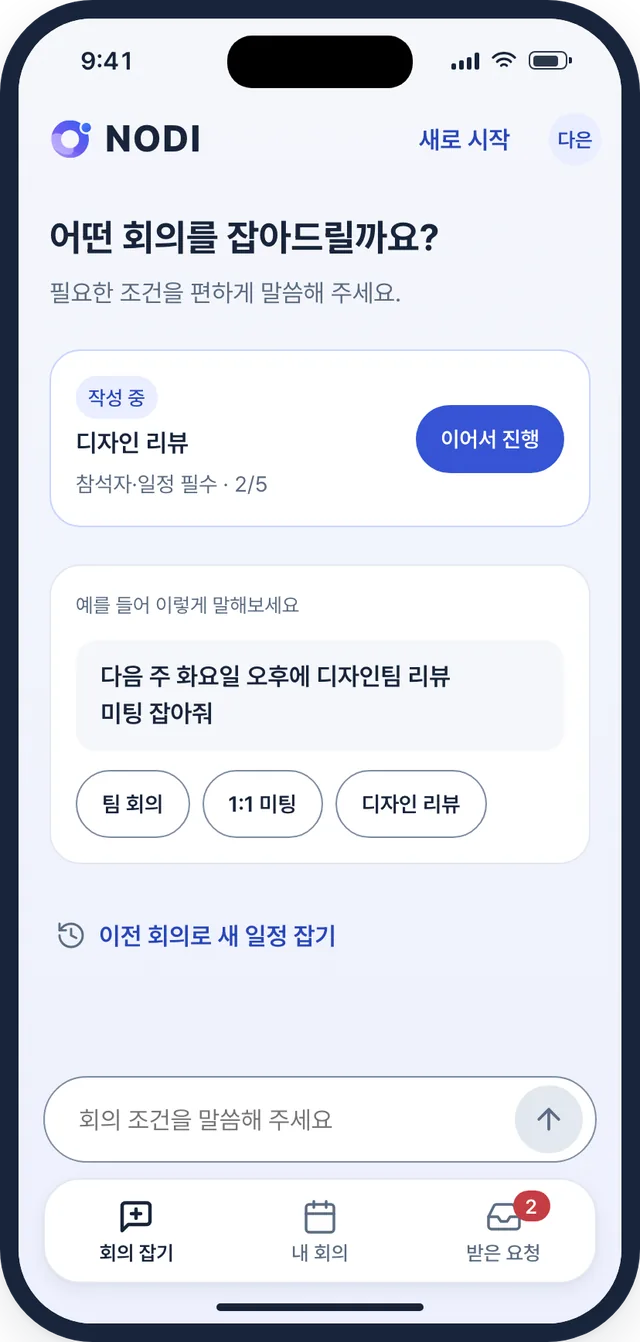 9:41
NODI
새로 시작
다은
어떤 회의를 잡아드릴까요?
필요한 조건을 편하게 말씀해 주세요.
작성 중
디자인 리뷰
참석자·일정 필수 · 2/5
이어서 진행
예를 들어 이렇게 말해보세요
다음 주 화요일 오후에 디자인팀 리뷰
미팅 잡아줘
팀 회의
1:1 미팅
디자인 리뷰
이전 회의로 새 일정 잡기
회의 조건을 말씀해 주세요
회의 잡기
내 회의
2
받은 요청